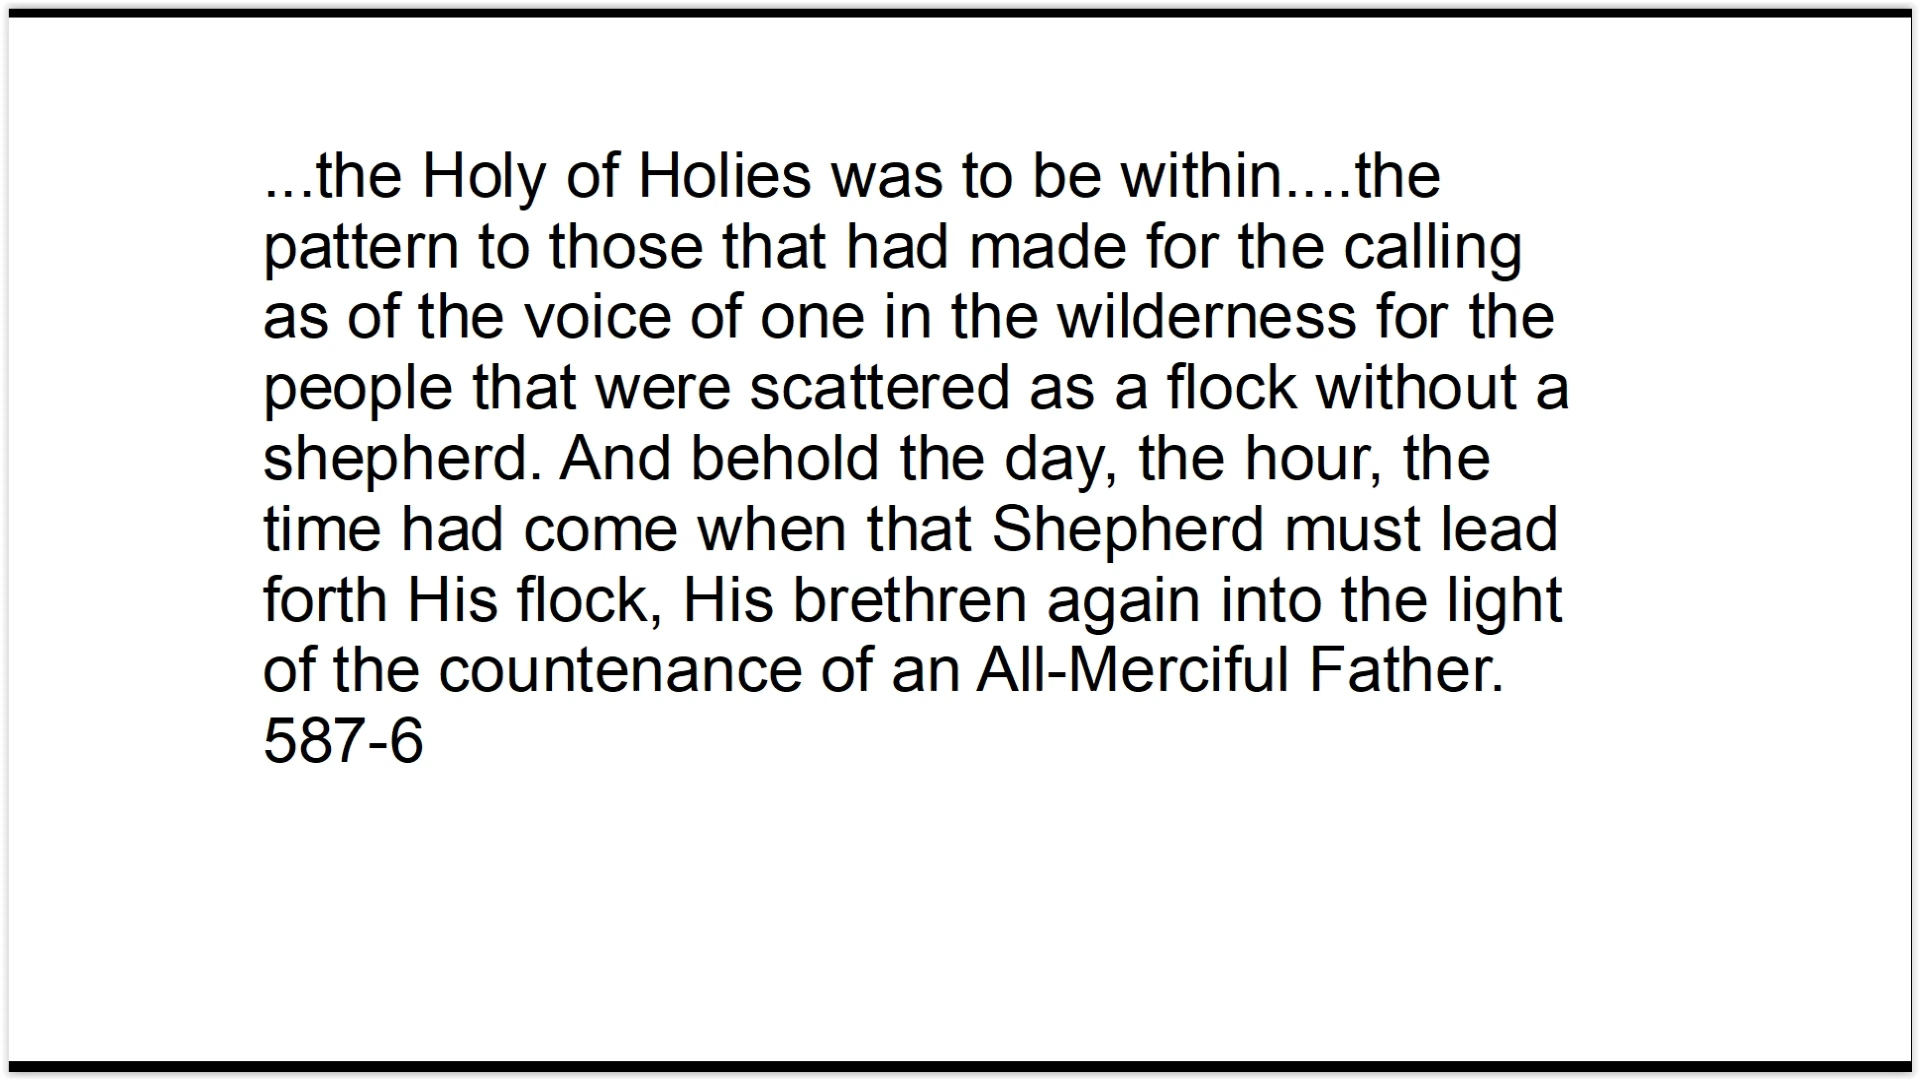 ...the Holy of Holies was to be within....the
pattern to those that had made for the calling
as of the voice of one in the wilderness for the
people that were scattered as a flock without a
shepherd. And behold the day, the hour, the
time had come when that Shepherd must lead
forth His flock, His brethren again into the light
of the countenance of an All-Merciful Father.
587-6